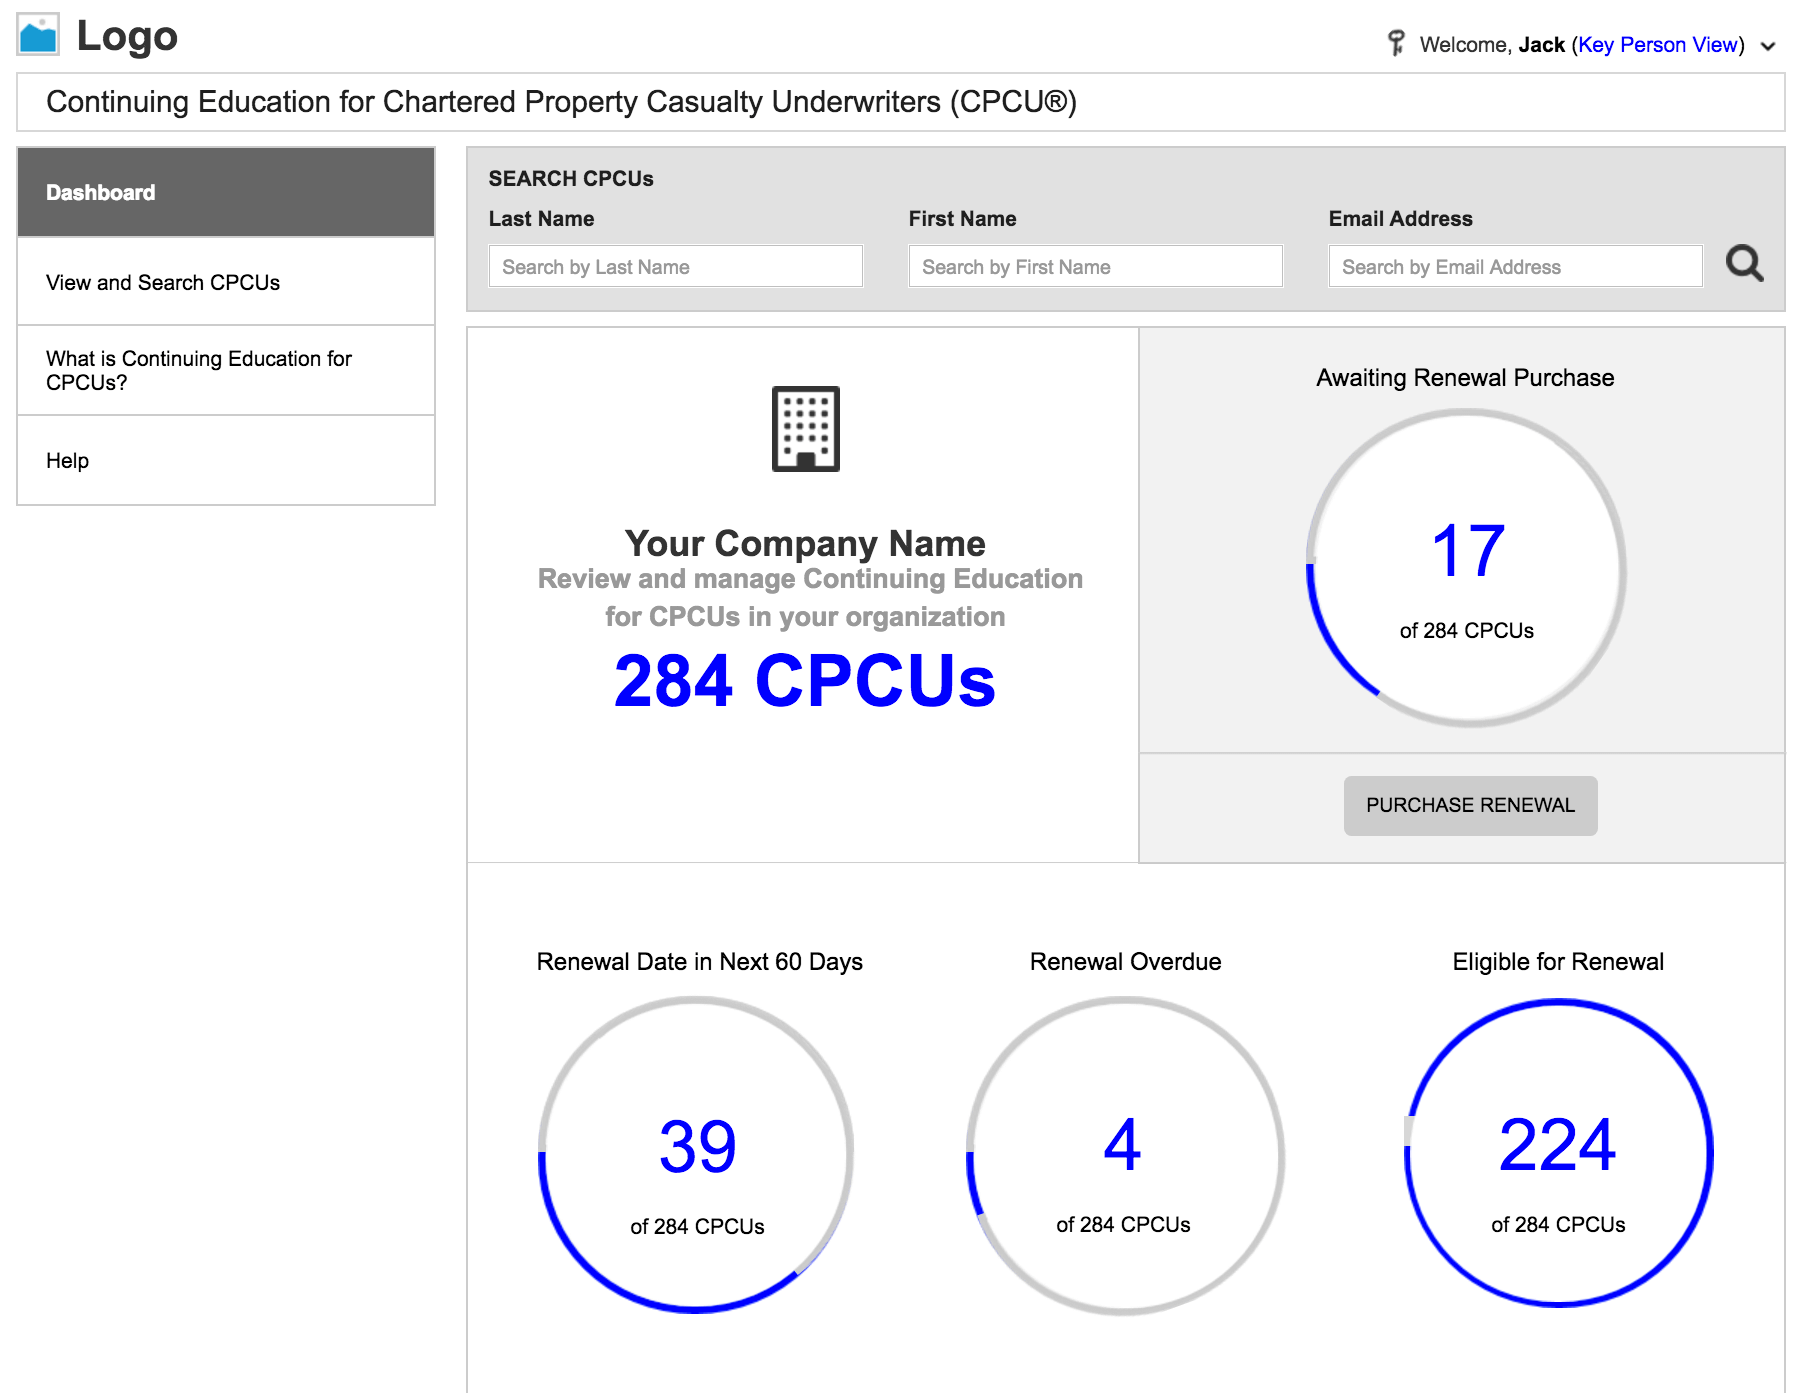 Logo
Welcome, Jack (Key Person View)
Continuing Education for Chartered Property Casualty Underwriters (CPCU®)
Dashboard
View and Search CPCUs
What is Continuing Education for
CPCUs?
Help
SEARCH CPCUs
Last Name
First Name
Email Address
Search by Last Name
Search by First Name
Search by Email Address
Your Company Name
Review and manage Continuing Education
for CPCUs in your organization
284 CPCUs
Awaiting Renewal Purchase
17
of 284 CPCUs
PURCHASE RENEWAL
Renewal Date in Next 60 Days
39
of 284 CPCUs
Renewal Overdue
4
of 284 CPCUs
Eligible for Renewal
224
of 284 CPCUs